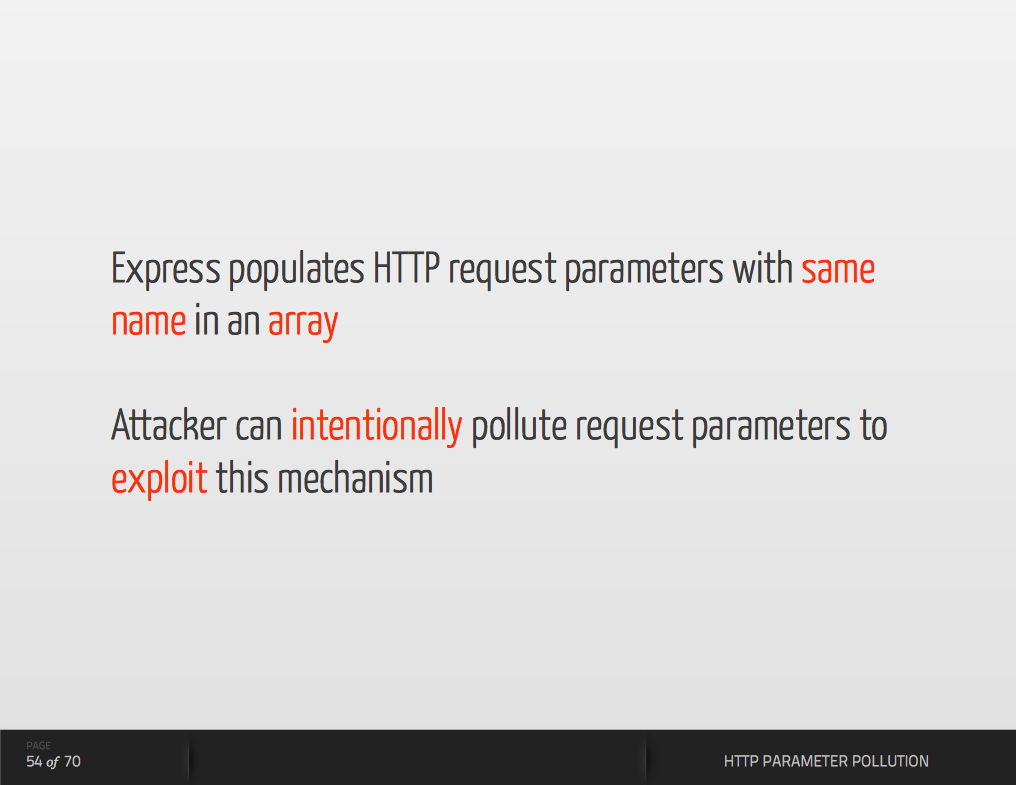 Express populates HTTP request parameters with same
name in an array
Attacker can intentionally pollute request parameters to
exploit this mechanism
PAGE
54 of 70
HTTP PARAMETER POLLUTION